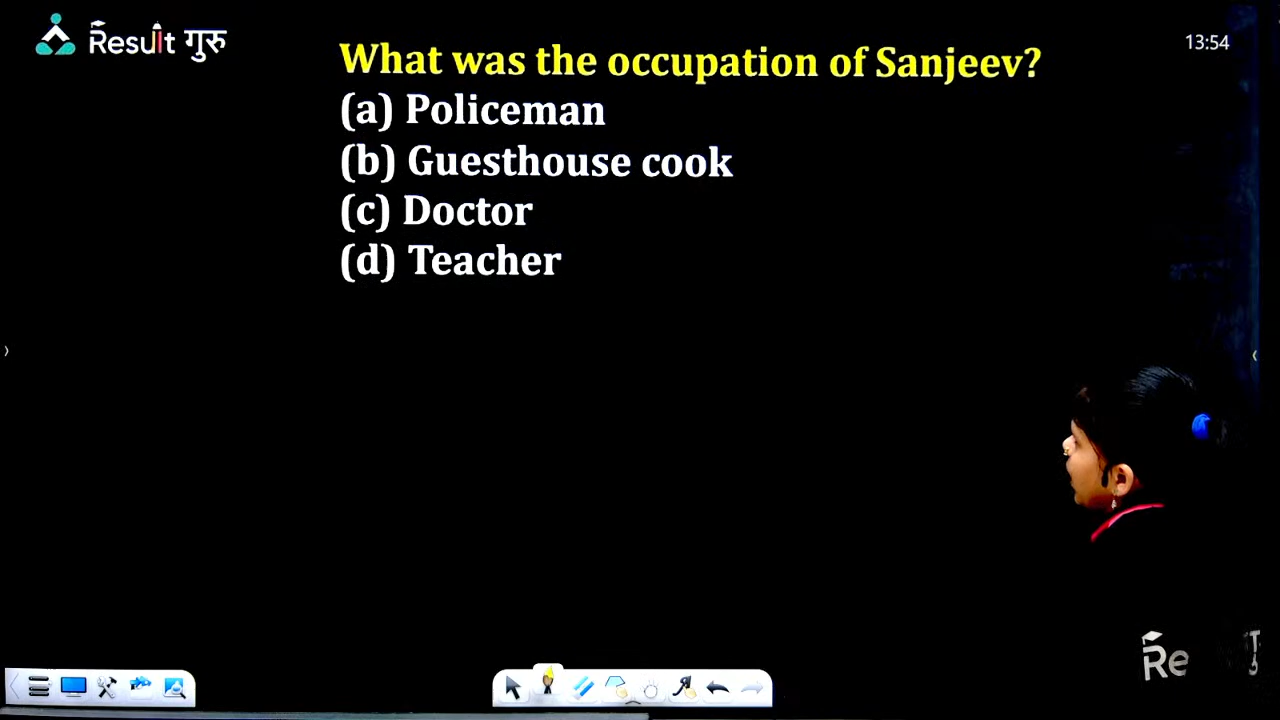 Result गुरु
13:54
What was the occupation of Sanjeev?
(a) Policeman
(b) Guesthouse cook
(c) Doctor
(d) Teacher
Re